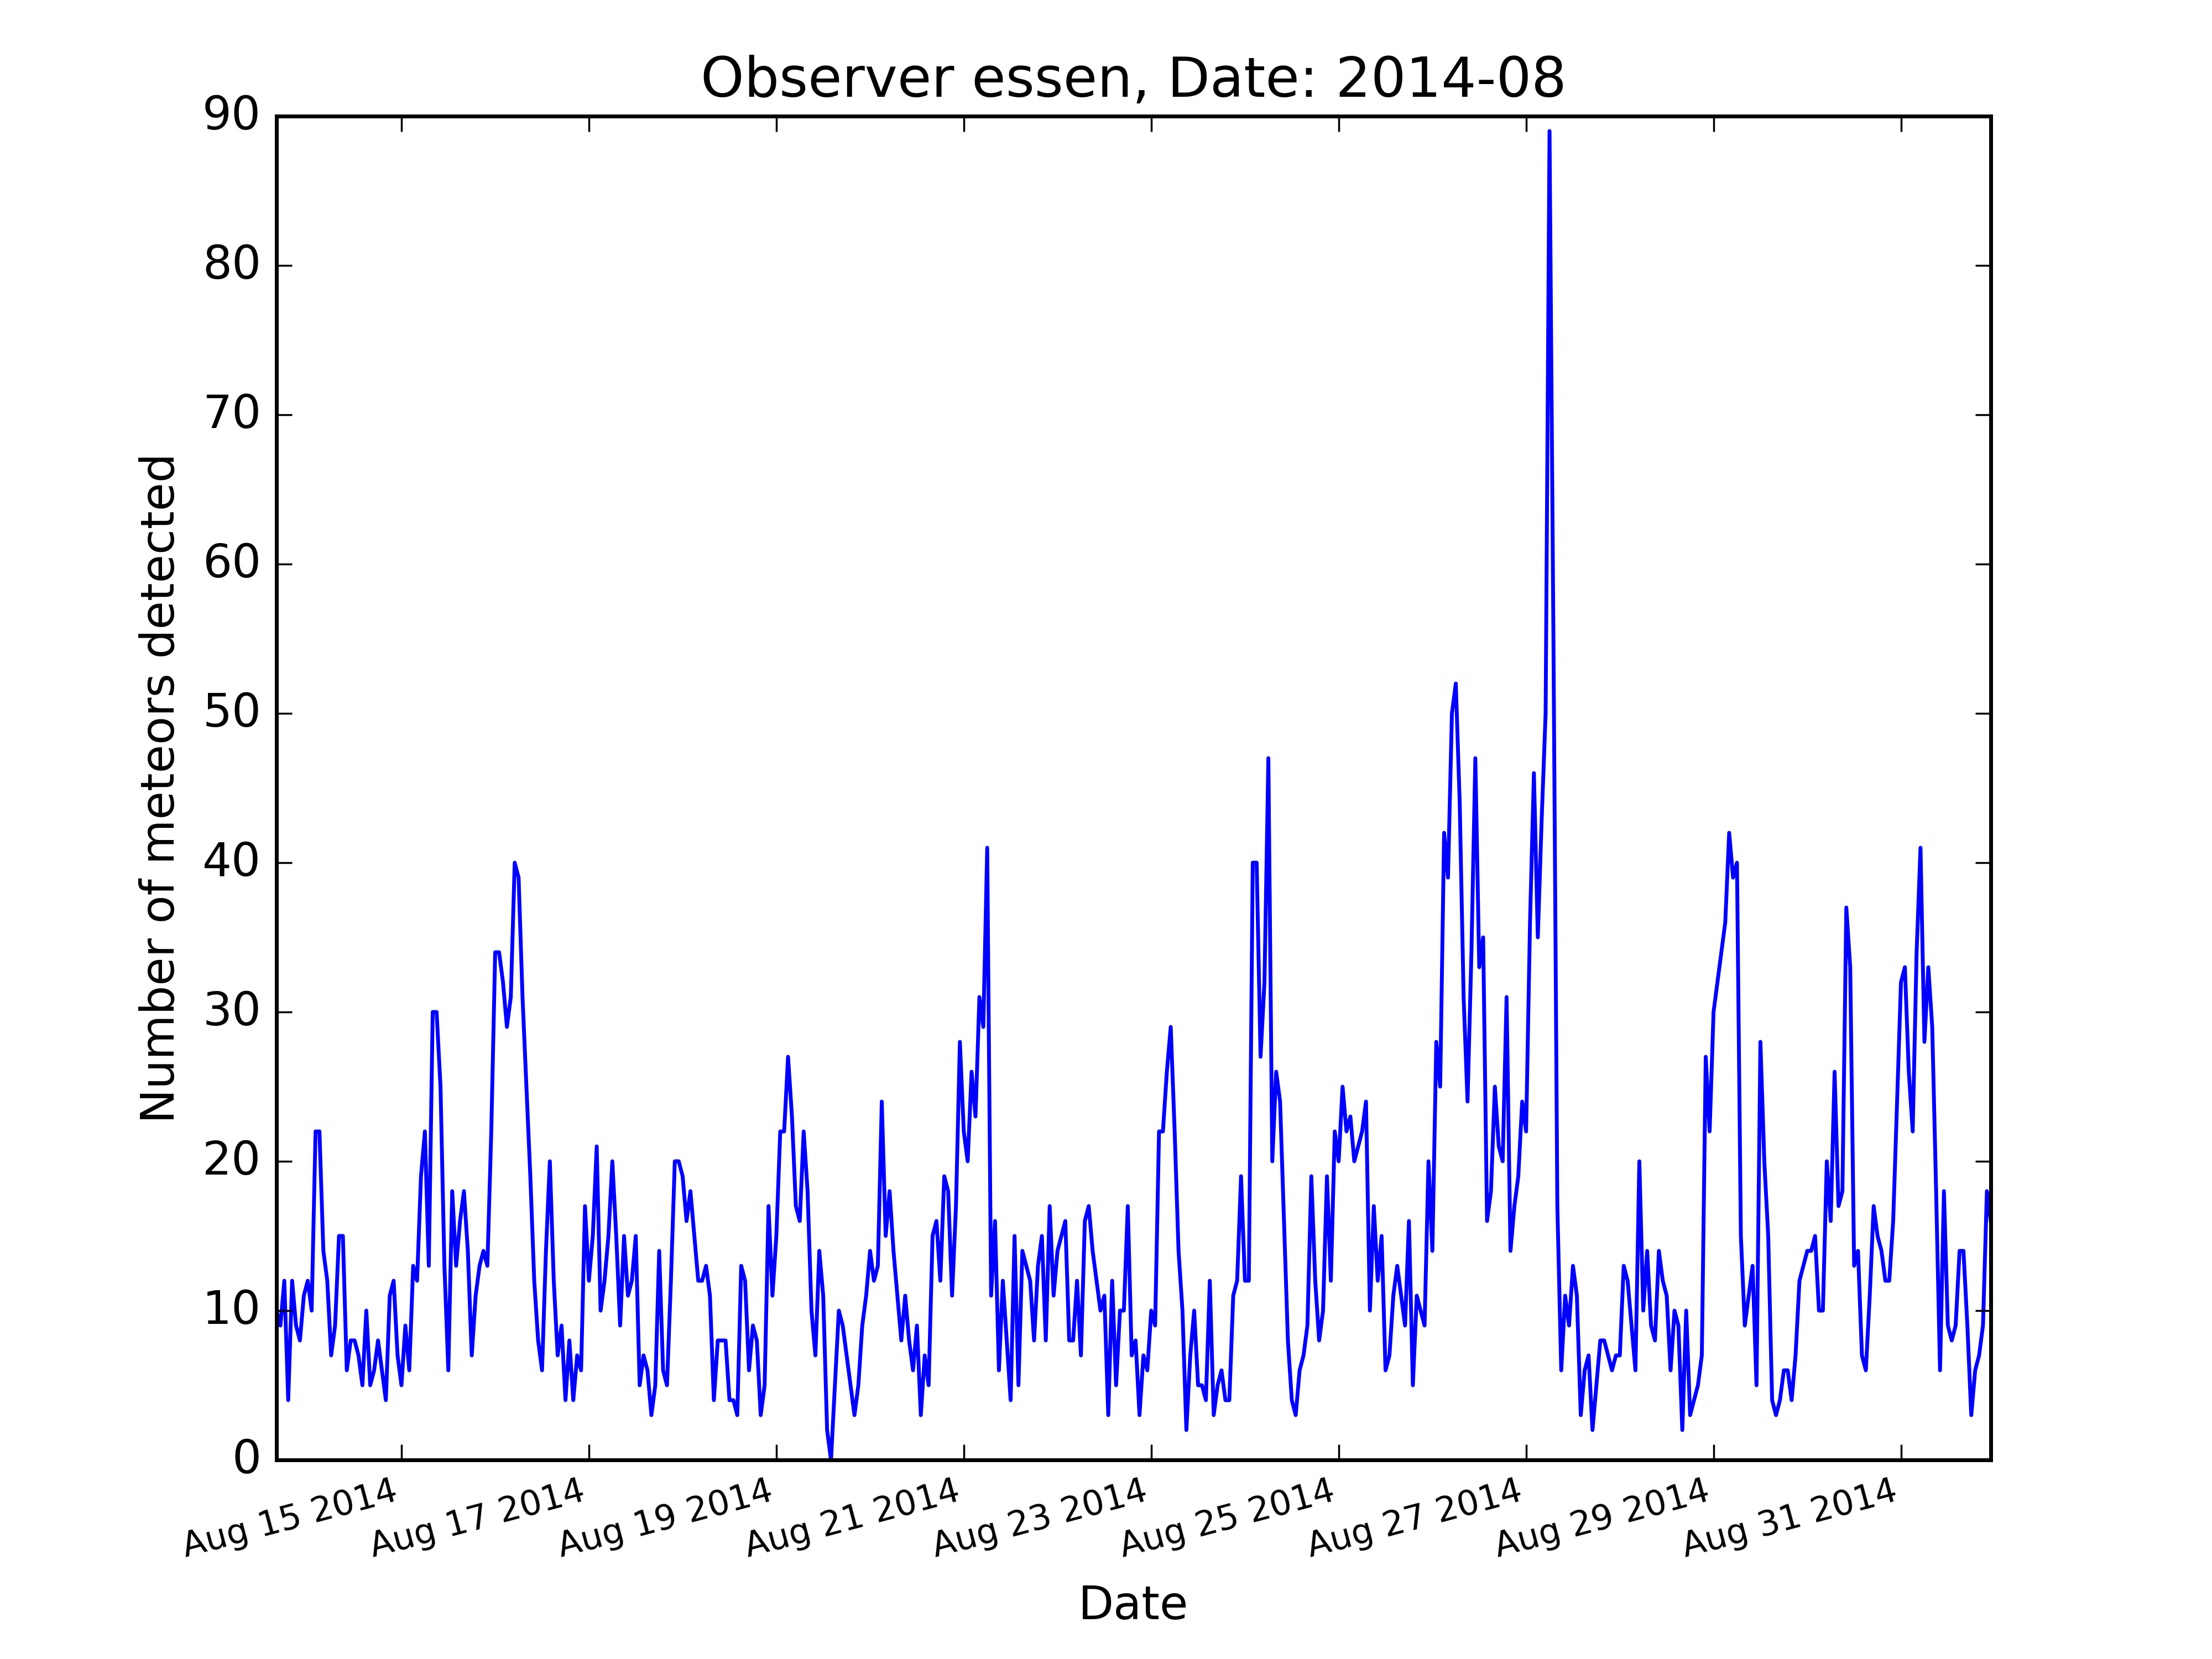 Observer essen, Date: 2014-08
90
80
70
60
50
40
30
20
10
0
Number of meteors detected
Aug 15 2014
Aug 17 2014
Aug 19 2014
Aug 21 2014
Aug 23 2014
Aug 25 2014
Aug 27 2014
Aug 29 2014
Aug 31 2014
Date